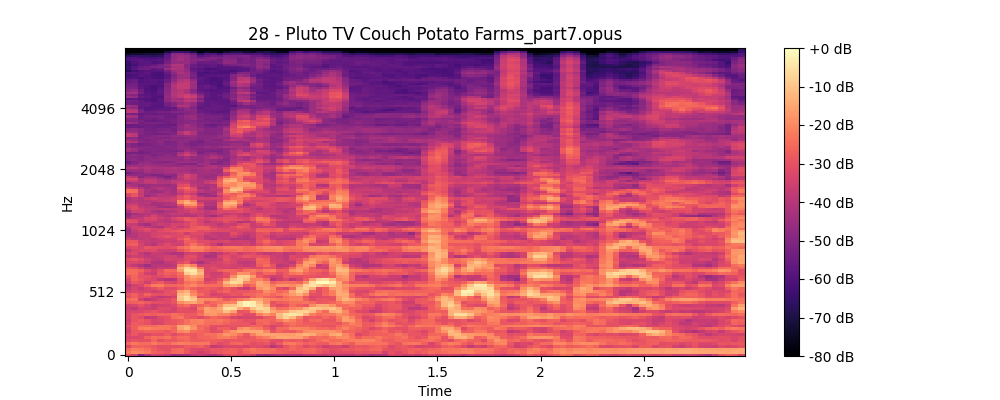 28 - Pluto TV Couch Potato Farms_part7.opus
Hz
4096
2048
1024
512
0
0
0.5
1
1.5
2
2.5
Time
+0 dB
-10 dB
-20 dB
-30 dB
-40 dB
-50 dB
-60 dB
-70 dB
-80 dB